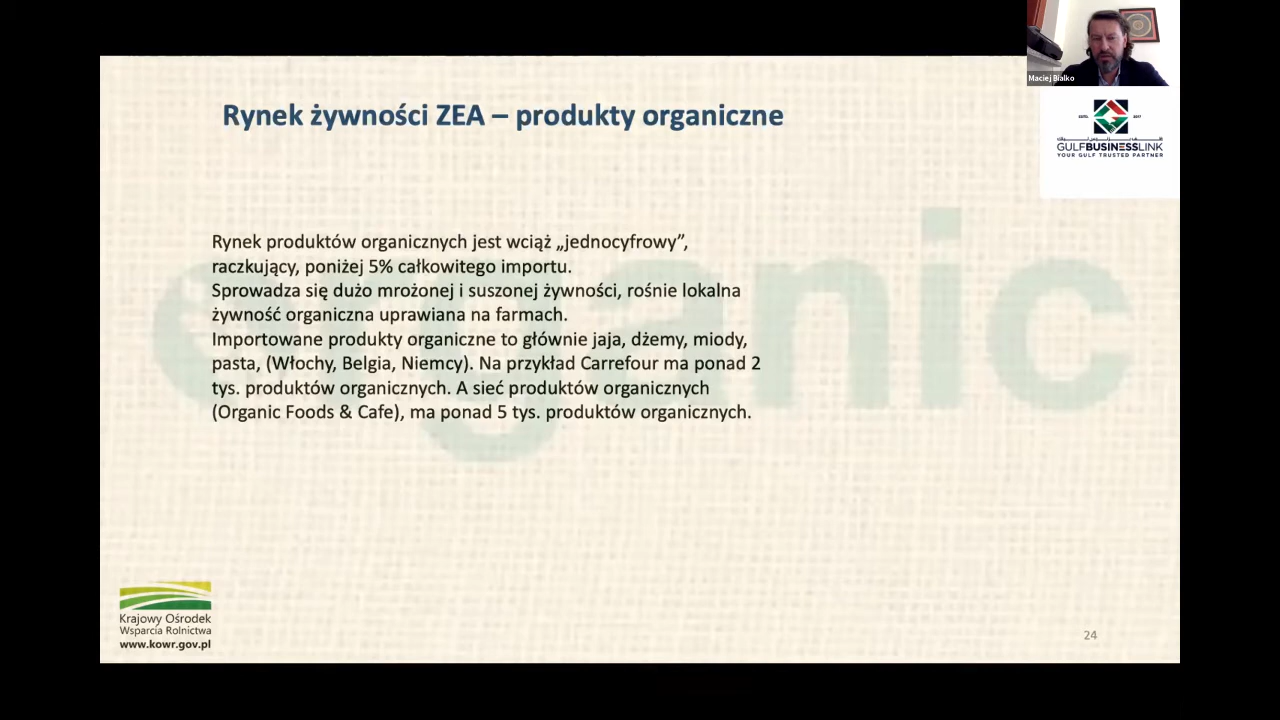 Maciej Bialko
Rynek żywności ZEA – produkty organiczne
GULFBUSINESSLINK
YOUR GULF TRUSTED PARTNER
organic
Rynek produktów organicznych jest wciąż „jednocyfrowy”,
raczkujący, poniżej 5% całkowitego importu.
Sprowadza się dużo mrożonej i suszonej żywności, rośnie lokalna
żywność organiczna uprawiana na farmach.
Importowane produkty organiczne to głównie jaja, dżemy, miody,
pasta, (Włochy, Belgia, Niemcy). Na przykład Carrefour ma ponad 2
tys. produktów organicznych. A sieć produktów organicznych
(Organic Foods & Cafe), ma ponad 5 tys. produktów organicznych.
Krajowy Ośrodek
Wsparcia Rolnictwa
www.kowr.gov.pl
24